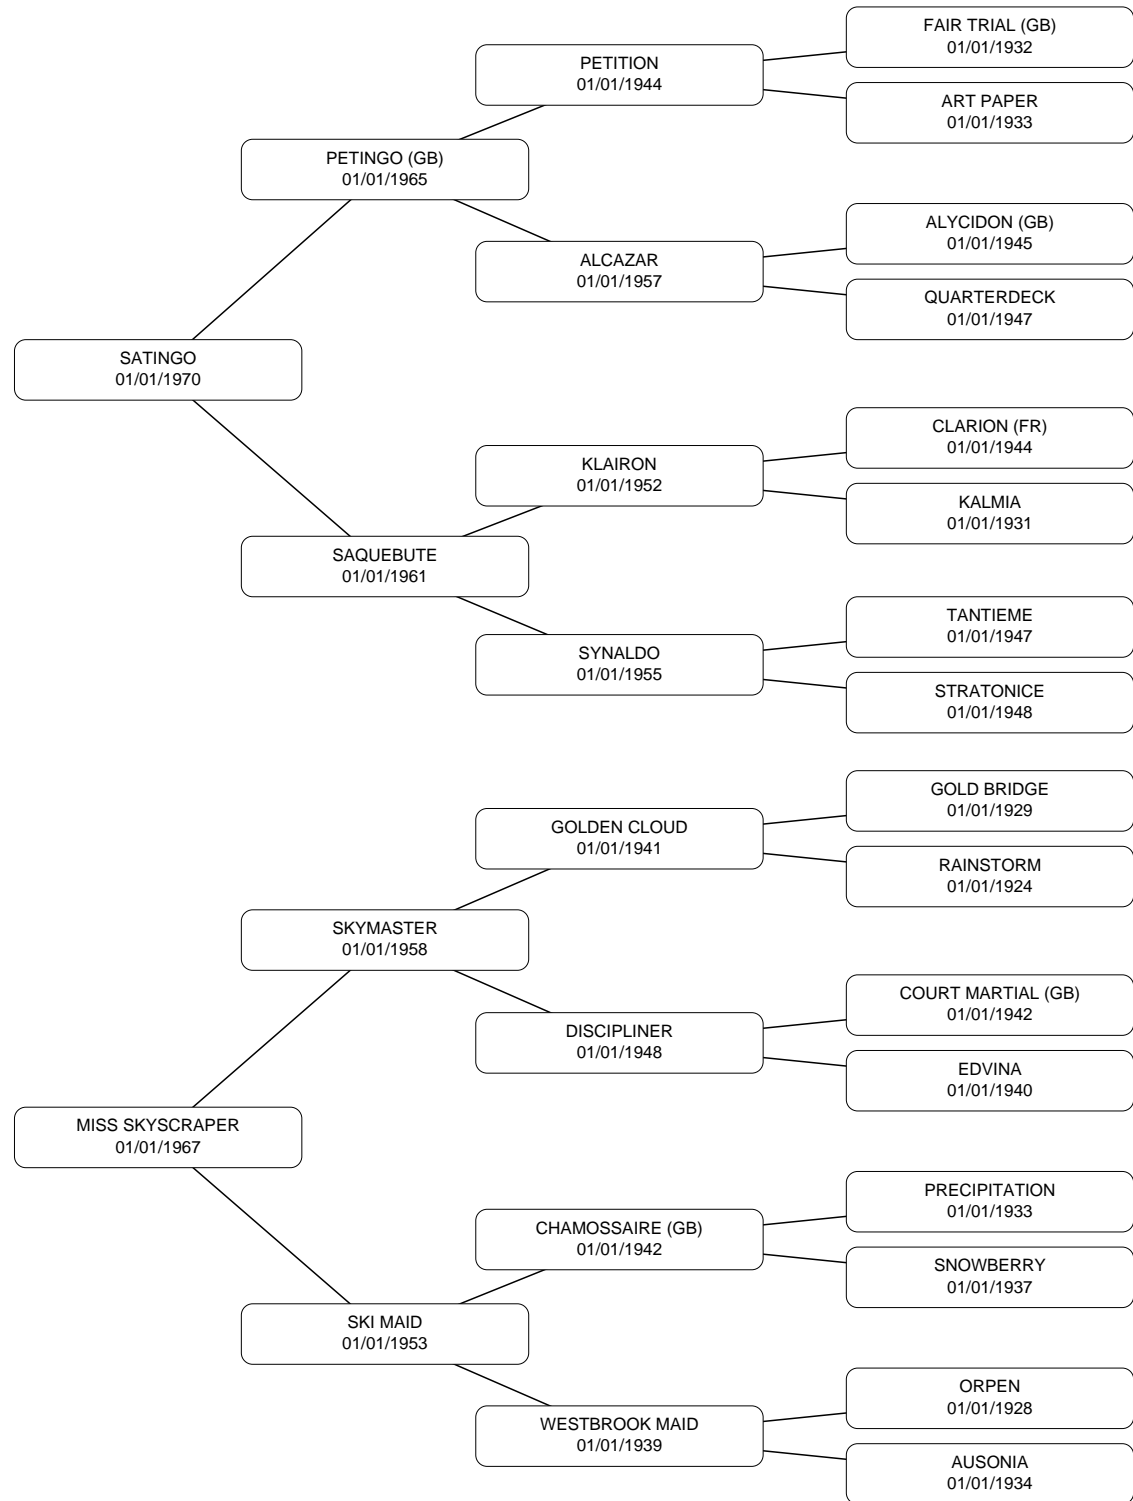 FAIR TRIAL (GB)
01/01/1932
PETITION
01/01/1944
ART PAPER
01/01/1933
PETINGO (GB)
01/01/1965
ALYCIDON (GB)
01/01/1945
ALCAZAR
01/01/1957
QUARTERDECK
01/01/1947
SATINGO
01/01/1970
CLARION (FR)
01/01/1944
KLAIRON
01/01/1952
KALMIA
01/01/1931
SAQUEBUTE
01/01/1961
TANTIEME
01/01/1947
SYNALDO
01/01/1955
STRATONICE
01/01/1948
GOLD BRIDGE
01/01/1929
GOLDEN CLOUD
01/01/1941
RAINSTORM
01/01/1924
SKYMASTER
01/01/1958
COURT MARTIAL (GB)
01/01/1942
DISCIPLINER
01/01/1948
EDVINA
01/01/1940
MISS SKYSCRAPER
01/01/1967
PRECIPITATION
01/01/1933
CHAMOSSAIRE (GB)
01/01/1942
SNOWBERRY
01/01/1937
SKI MAID
01/01/1953
ORPEN
01/01/1928
WESTBROOK MAID
01/01/1939
AUSONIA
01/01/1934